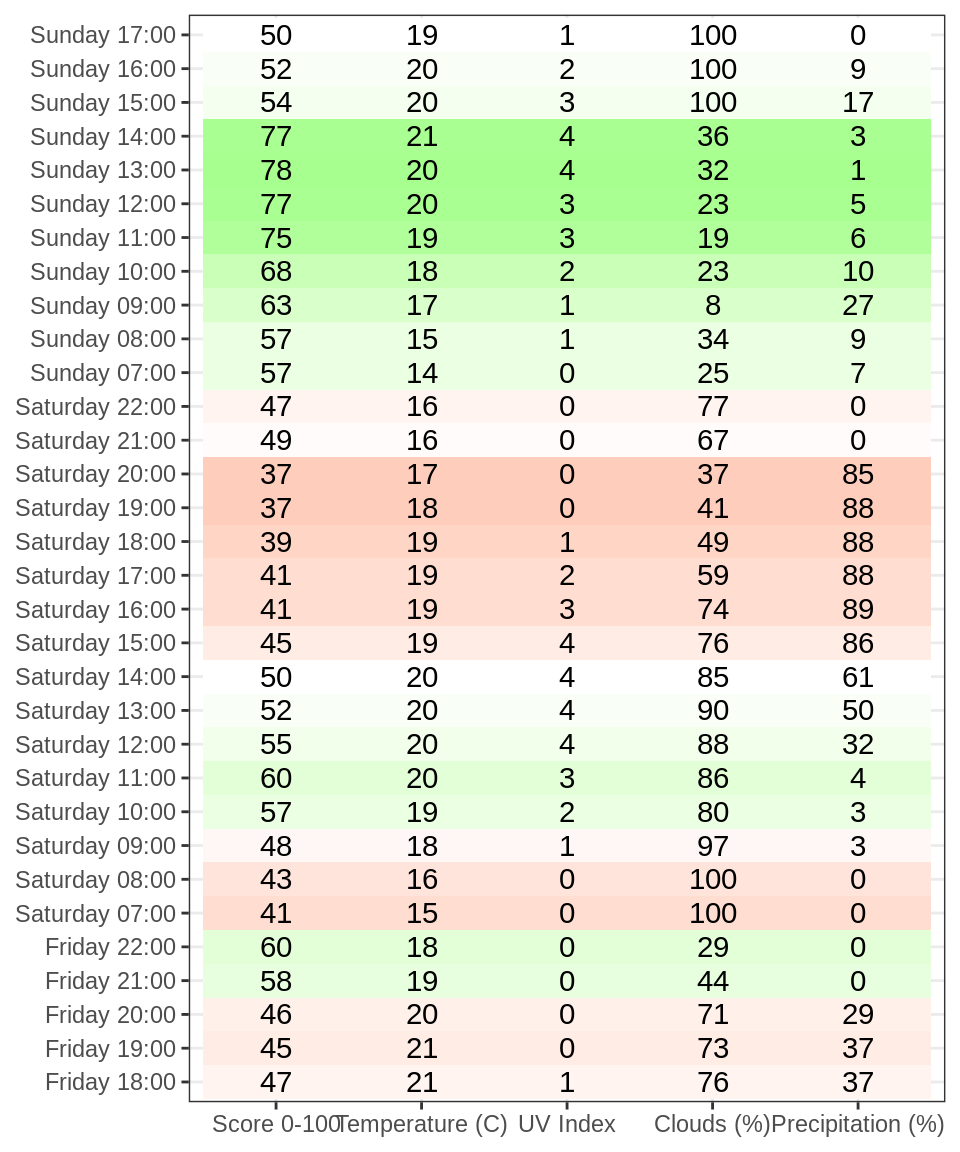 Sunday 17:00 50 19 1 100 0
Sunday 16:00 52 20 2 100 9
Sunday 15:00 54 20 3 100 17
Sunday 14:00 77 21 4 36 3
Sunday 13:00 78 20 4 32 1
Sunday 12:00 77 20 3 23 5
Sunday 11:00 75 19 3 19 6
Sunday 10:00 68 18 2 23 10
Sunday 09:00 63 17 1 8 27
Sunday 08:00 57 15 1 34 9
Sunday 07:00 57 14 0 25 7
Saturday 22:00 47 16 0 77 0
Saturday 21:00 49 16 0 67 0
Saturday 20:00 37 17 0 37 85
Saturday 19:00 37 18 0 41 88
Saturday 18:00 39 19 1 49 88
Saturday 17:00 41 19 2 59 88
Saturday 16:00 41 19 3 74 89
Saturday 15:00 45 19 4 76 86
Saturday 14:00 50 20 4 85 61
Saturday 13:00 52 20 4 90 50
Saturday 12:00 55 20 4 88 32
Saturday 11:00 60 20 3 86 4
Saturday 10:00 57 19 2 80 3
Saturday 09:00 48 18 1 97 3
Saturday 08:00 43 16 0 100 0
Saturday 07:00 41 15 0 100 0
Friday 22:00 60 18 0 29 0
Friday 21:00 58 19 0 44 0
Friday 20:00 46 20 0 71 29
Friday 19:00 45 21 0 73 37
Friday 18:00 47 21 1 76 37
Score 0-100 Temperature (C) UV Index Clouds (%) Precipitation (%)